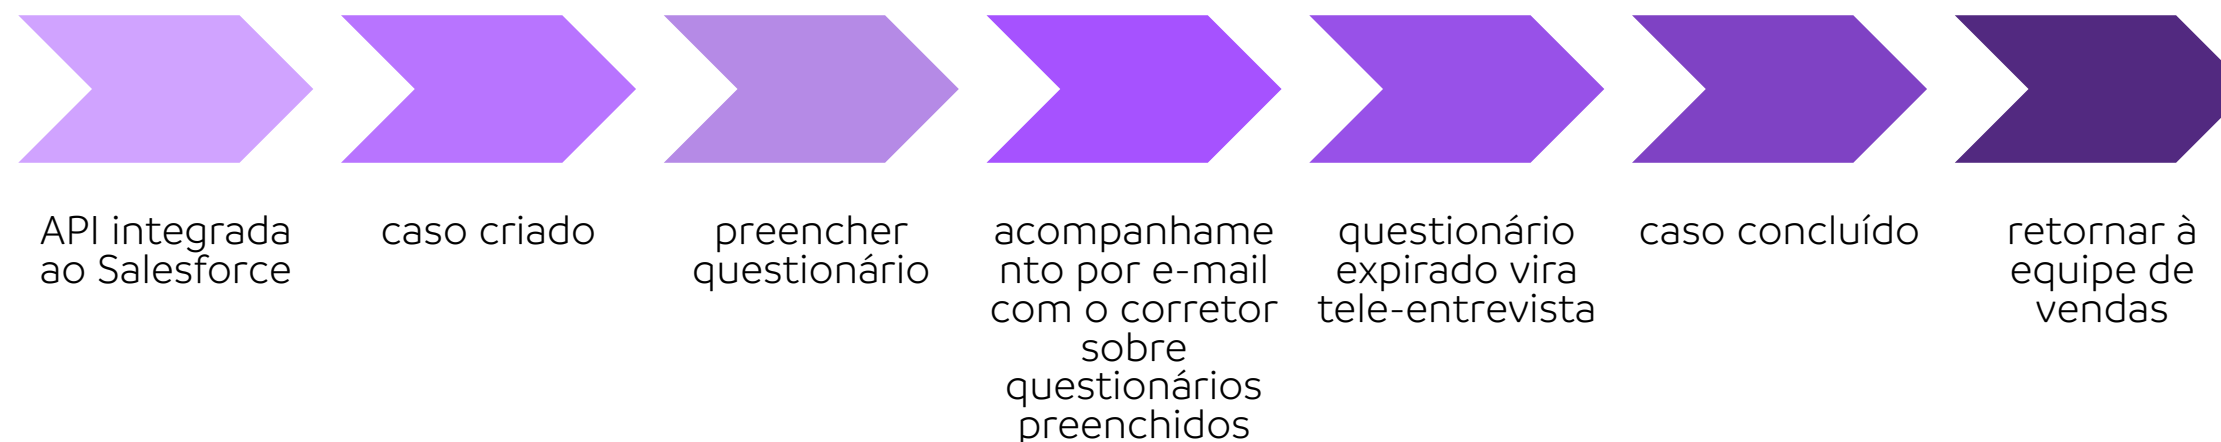 API integrada
ao Salesforce
caso criado
preencher
questionário
acompanhame
nto por e-mail
com o corretor
sobre
questionários
preenchidos
questionário
expirado vira
tele-entrevista
caso concluído
retornar à
equipe de
vendas